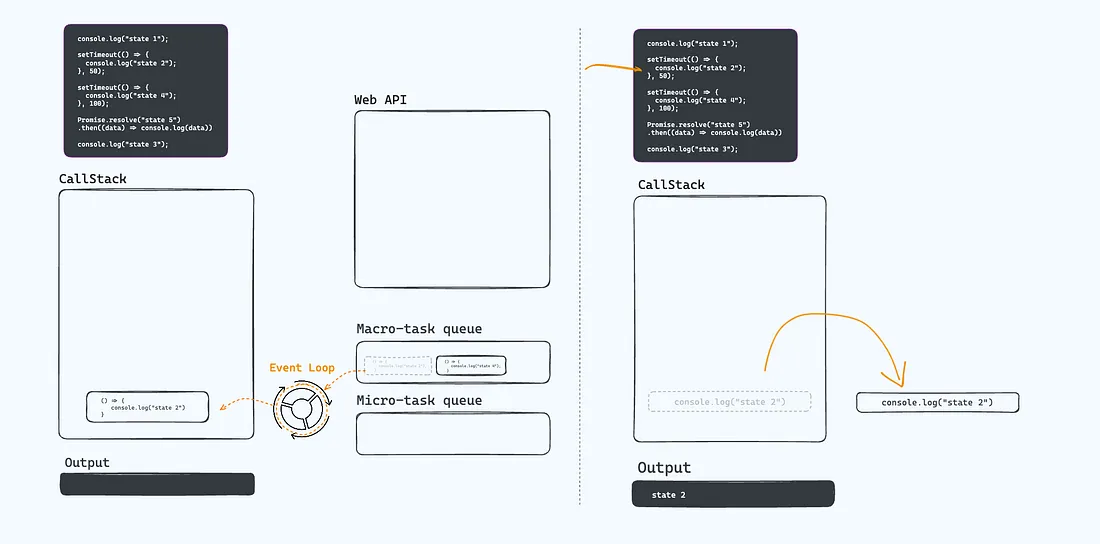 console.log("state 1");
setTimeout(() => {
console.log("state 2");
}, 50);
setTimeout(() => {
console.log("state 4");
}, 100);
Promise.resolve("state 5")
.then((data) => console.log(data))
console.log("state 3");
CallStack
() => {
console.log("state 2")
}
Output
Web API
Macro-task queue
() => {
console.log("state 2");
() => {
console.log("state 4");
}
Event Loop
Micro-task queue
console.log("state 1");
setTimeout(() => {
console.log("state 2");
}, 50);
setTimeout(() => {
console.log("state 4");
}, 100);
Promise.resolve("state 5")
.then((data) => console.log(data))
console.log("state 3");
CallStack
console.log("state 2")
console.log("state 2")
Output
state 2